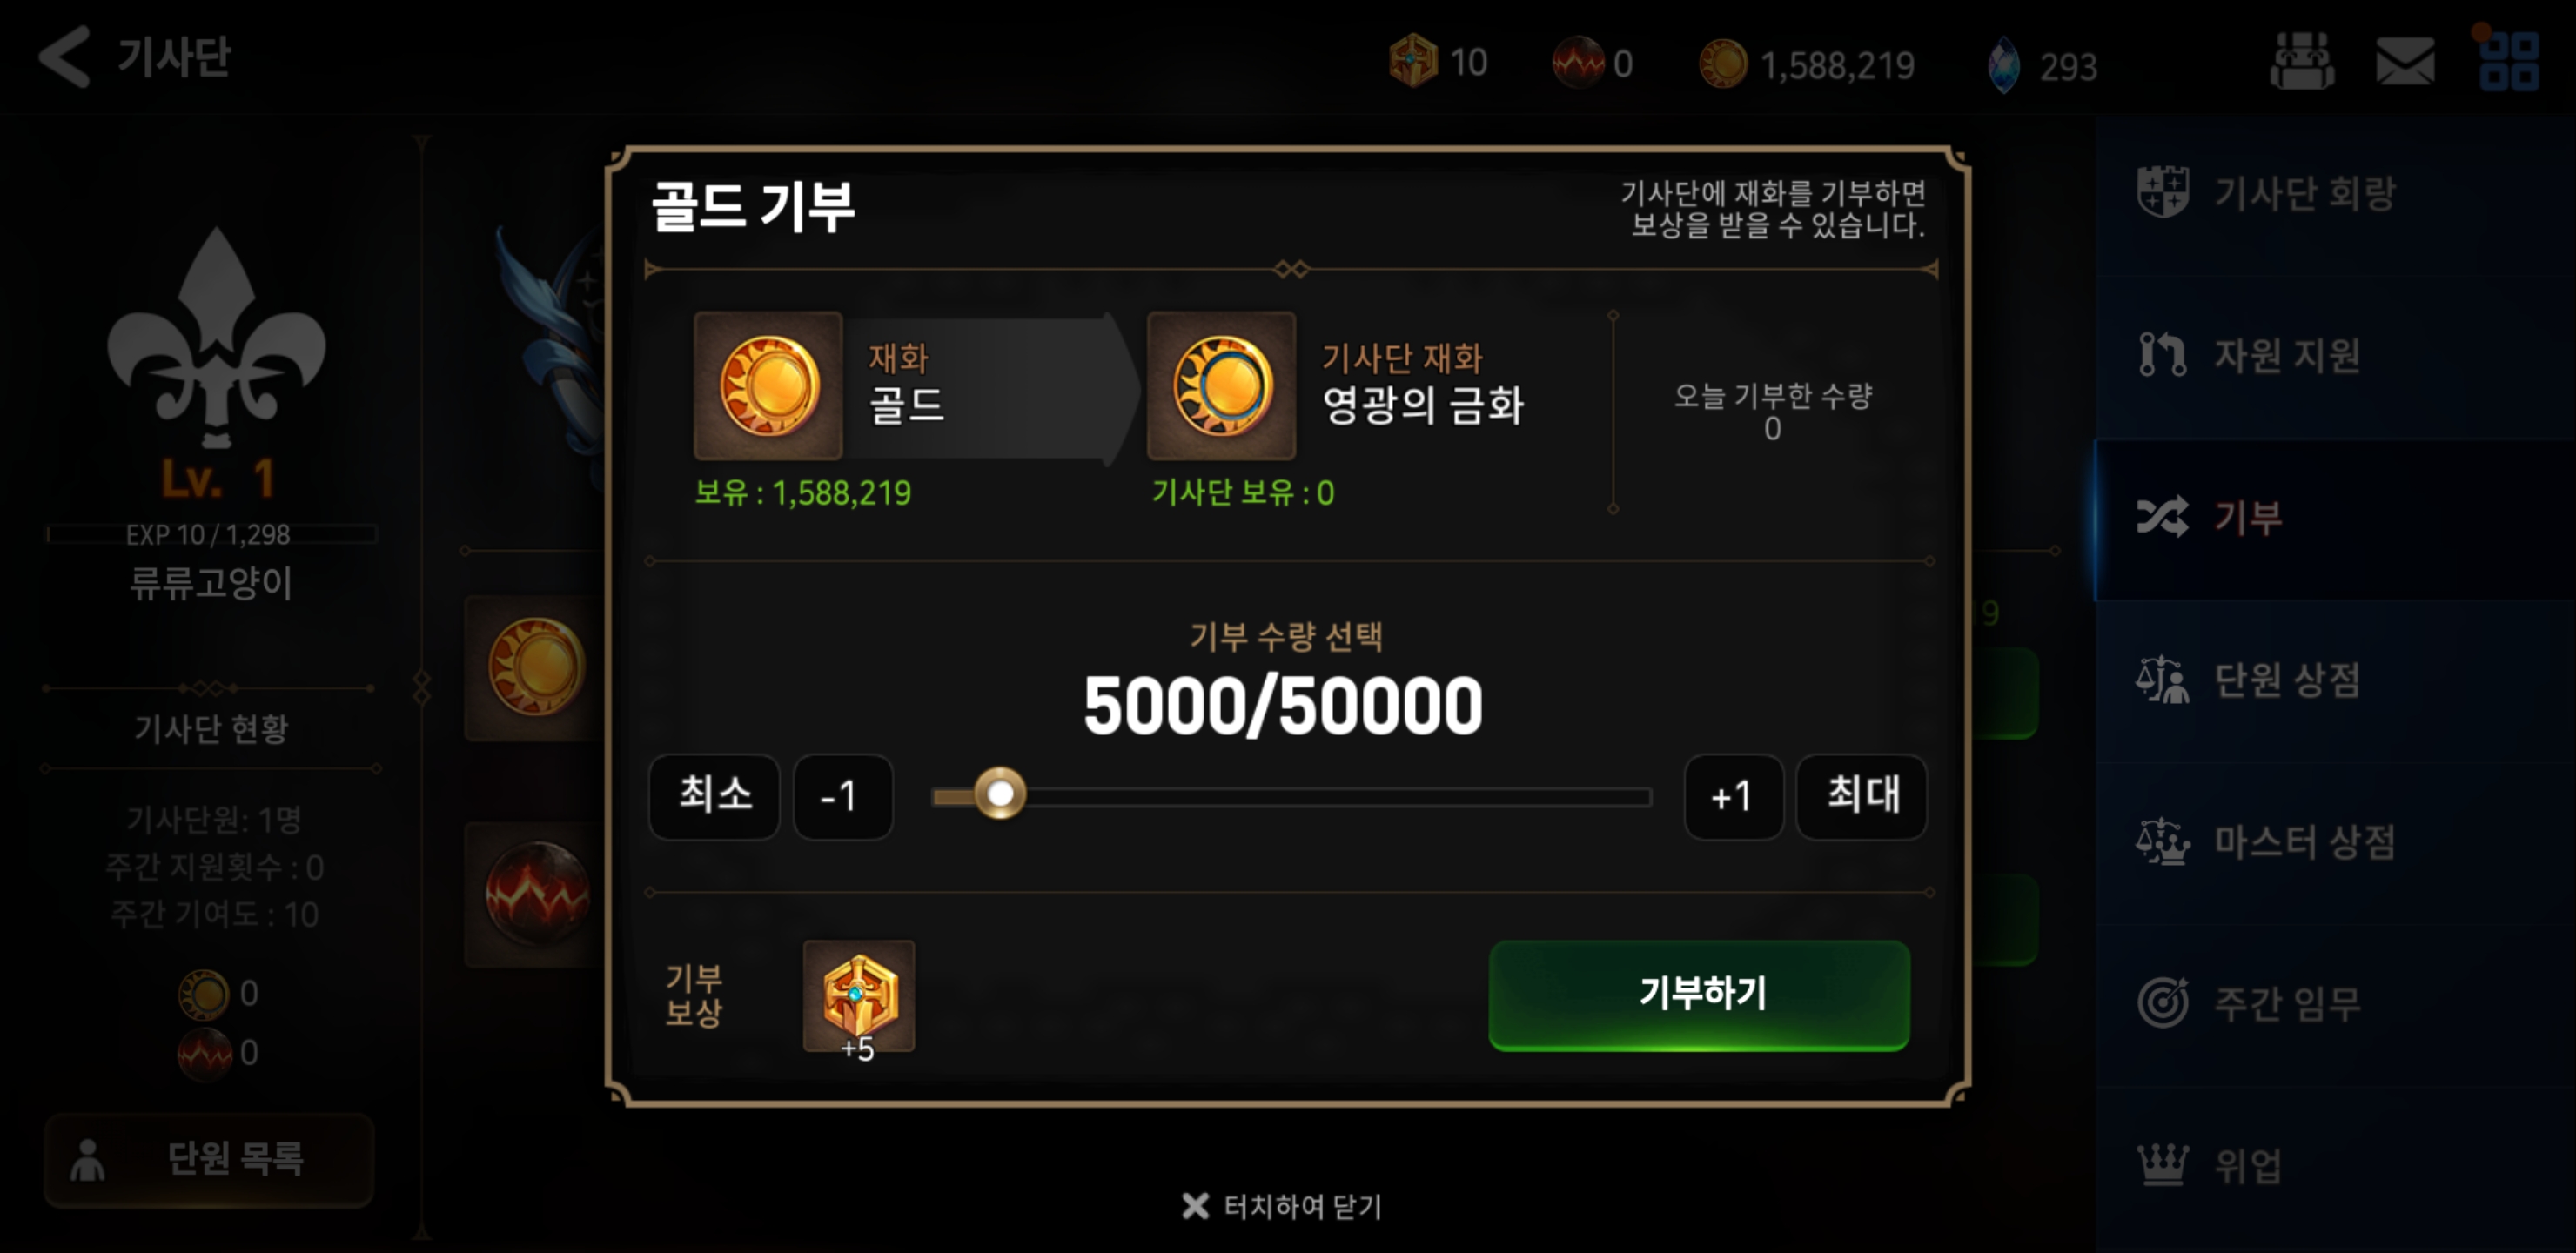 기사단
10
0
1,588,219
293
Lv. 1
EXP 10 / 1,298
류류고양이
기사단 현황
기사단원: 1명
주간 지원횟수 : 0
주간 기여도 : 10
0
0
단원 목록
골드 기부
기사단에 재화를 기부하면
보상을 받을 수 있습니다.
재화
골드
보유 : 1,588,219
기사단 재화
영광의 금화
기사단 보유 : 0
오늘 기부한 수량
0
기부 수량 선택
5000/50000
최소
-1
+1
최대
기부
보상
+5
기부하기
터치하여 닫기
기사단 회랑
자원 지원
기부
단원 상점
마스터 상점
주간 임무
위업